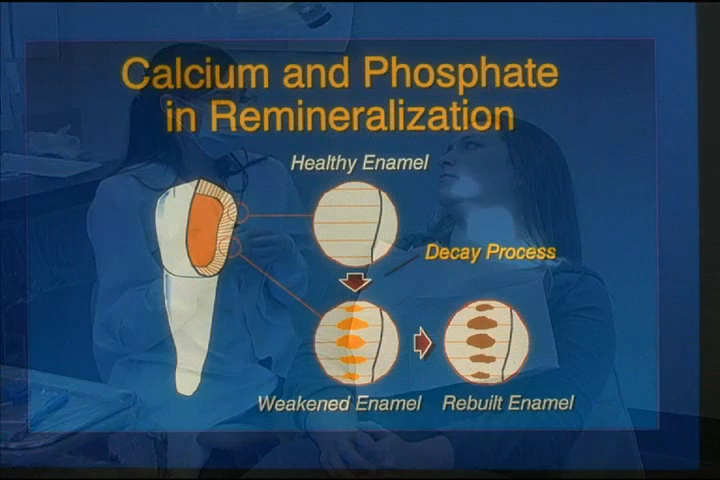 Calcium and Phosphate
in Remineralization
Healthy Enamel
Decay Process
Weakened Enamel
Rebuilt Enamel